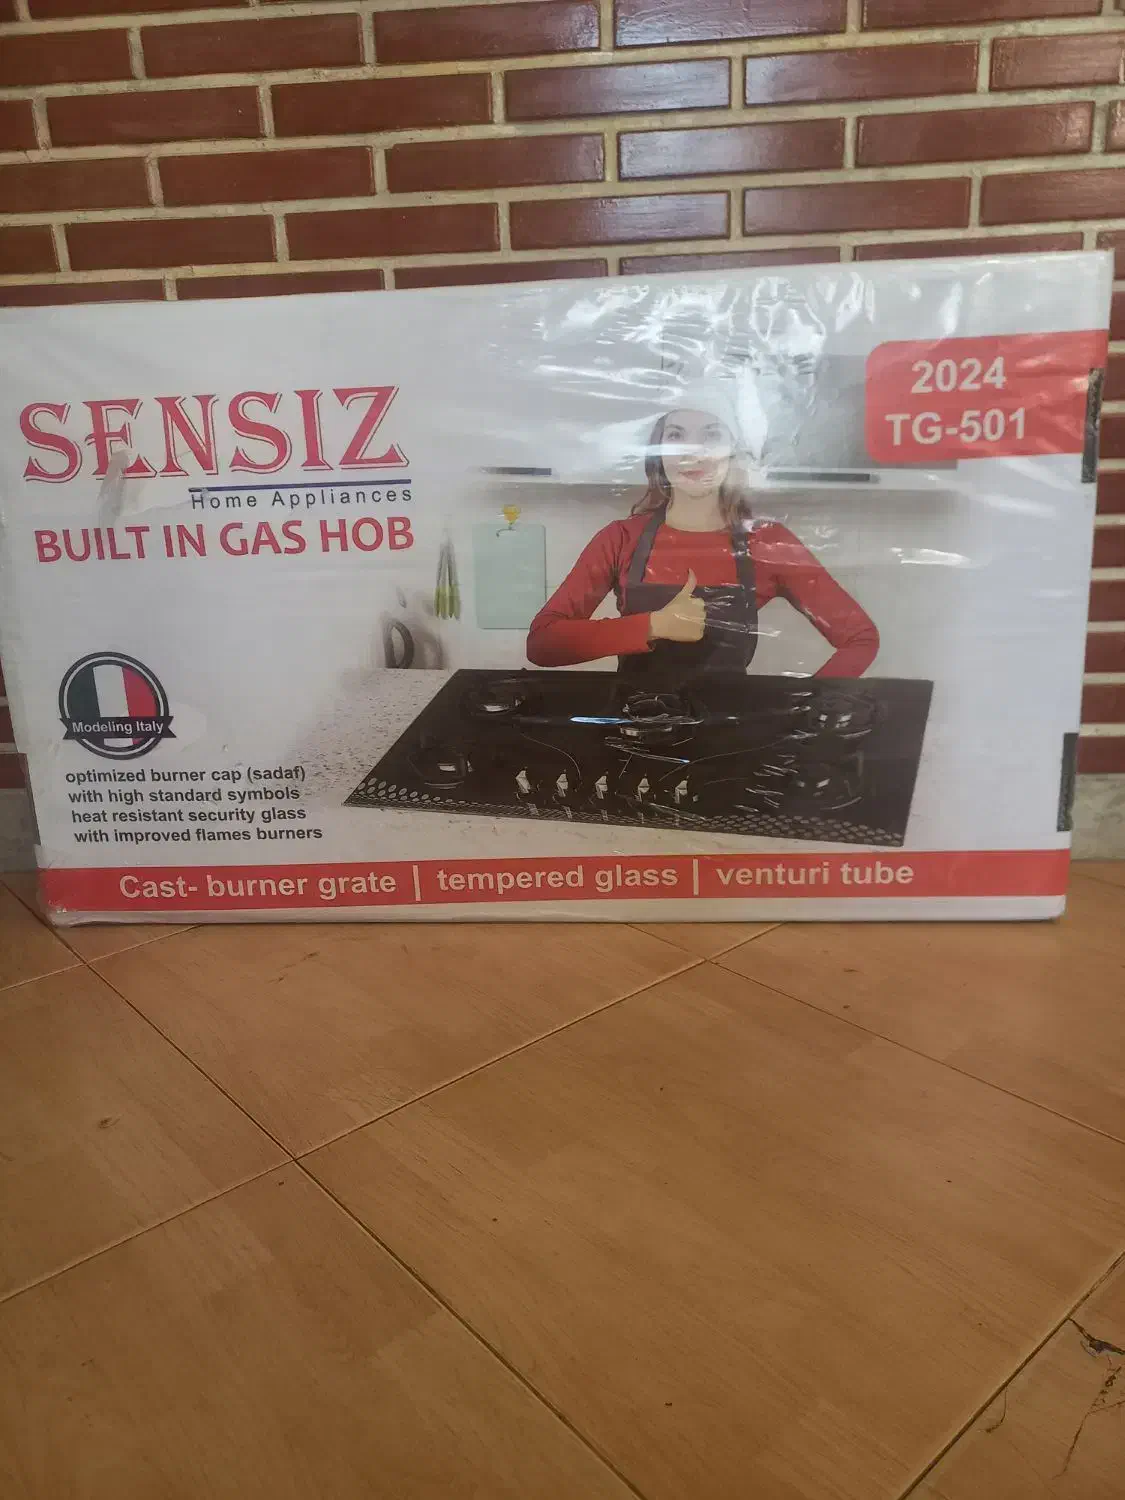 2024
TG-501
SENSIZ
Home Appliances
BUILT IN GAS HOB
Modeling Italy
optimized burner cap (sadaf)
with high standard symbols
heat resistant security glass
with improved flames burners
Cast- burner grate | tempered glass | venturi tube